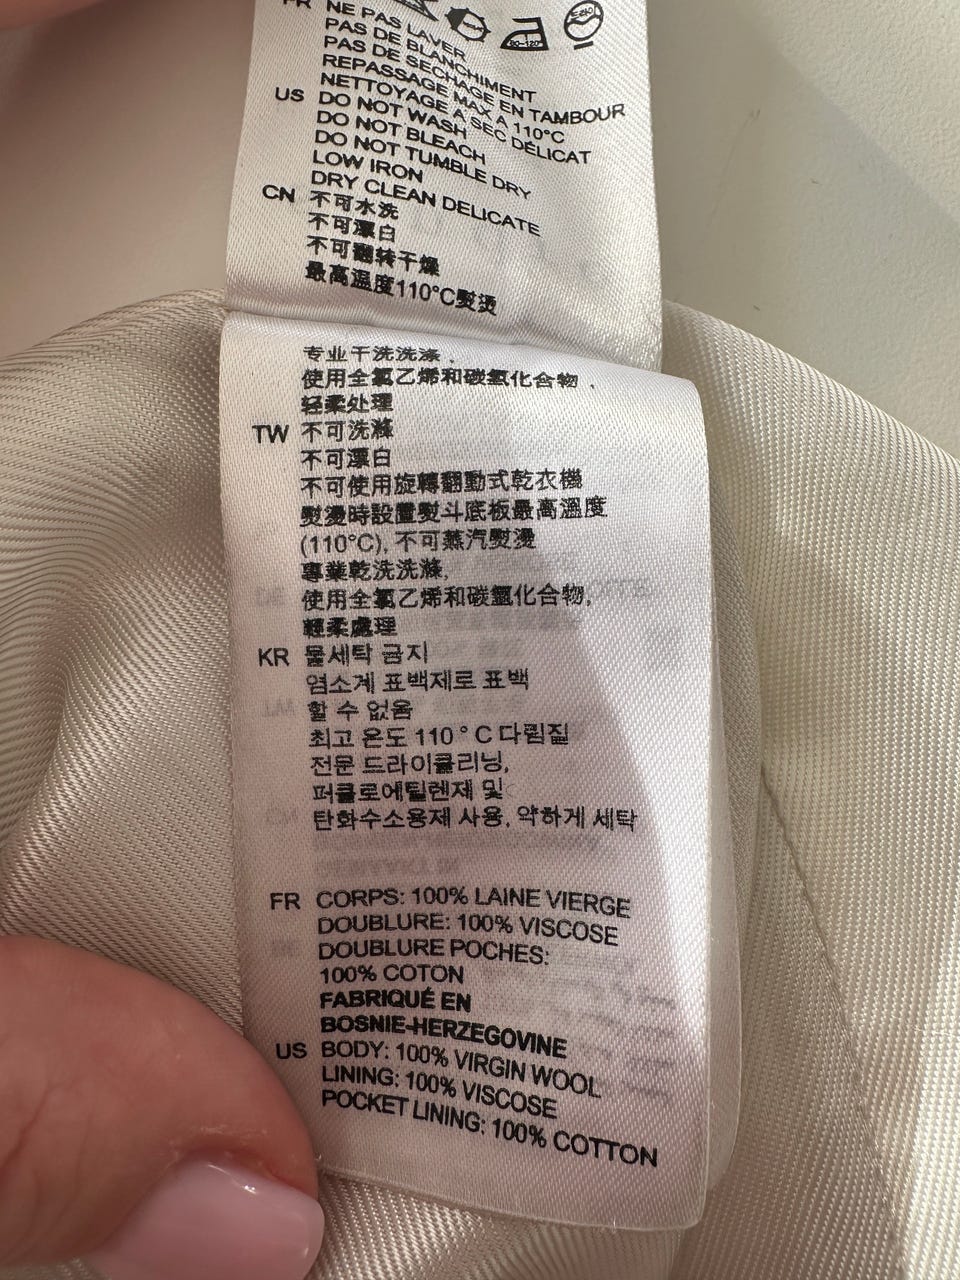 FR NE PAS LAVER
PAS DE BLANCHIMENT
PAS DE SECHAGE EN TAMBOUR
REPASSAGE MAX A 110°C
NETTOYAGE A SEC DÉLICAT
US DO NOT WASH
DO NOT BLEACH
DO NOT TUMBLE DRY
LOW IRON
DRY CLEAN DELICATE
CN 不可水洗
不可漂白
不可翻转干燥
最高温度110°C熨烫
专业干洗洗涤，
使用全氯乙烯和碳氢化合物，
轻柔处理
TW 不可洗滌
不可漂白
不可使用旋轉翻動式乾衣機
熨燙時設置熨斗底板最高溫度
(110°C), 不可蒸汽熨燙
專業乾洗洗滌,
使用全氯乙烯和碳氫化合物,
輕柔處理
KR 물세탁 금지
염소계 표백제로 표백
할 수 없음
최고 온도 110 ° C 다림질
전문 드라이클리닝,
퍼클로에틸렌제 및
탄화수소용제 사용, 약하게 세탁
FR CORPS: 100% LAINE VIERGE
DOUBLURE: 100% VISCOSE
DOUBLURE POCHES:
100% COTON
FABRIQUÉ EN
BOSNIE-HERZEGOVINE
US BODY: 100% VIRGIN WOOL
LINING: 100% VISCOSE
POCKET LINING: 100% COTTON